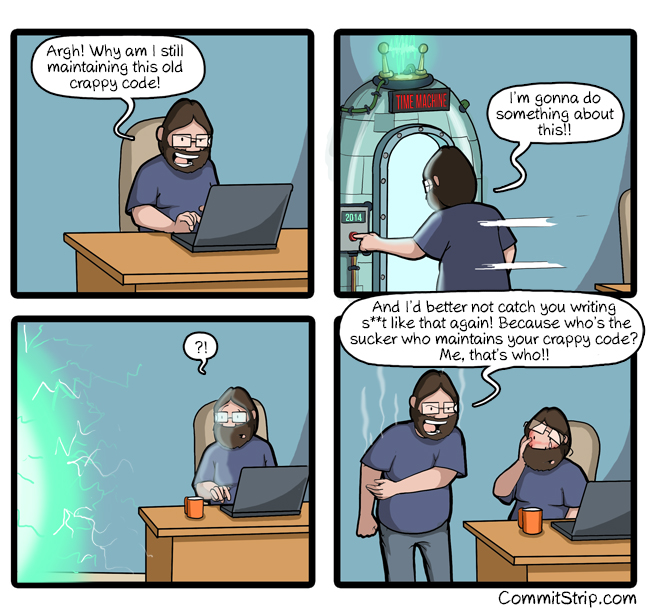 Argh! Why am I still
maintaining this old
crappy code!
TIME MACHINE
I'm gonna do
something about
this!!
2014
?!
And I'd better not catch you writing
s**t like that again! Because who's the
sucker who maintains your crappy code?
Me, that's who!!
CommitStrip.com